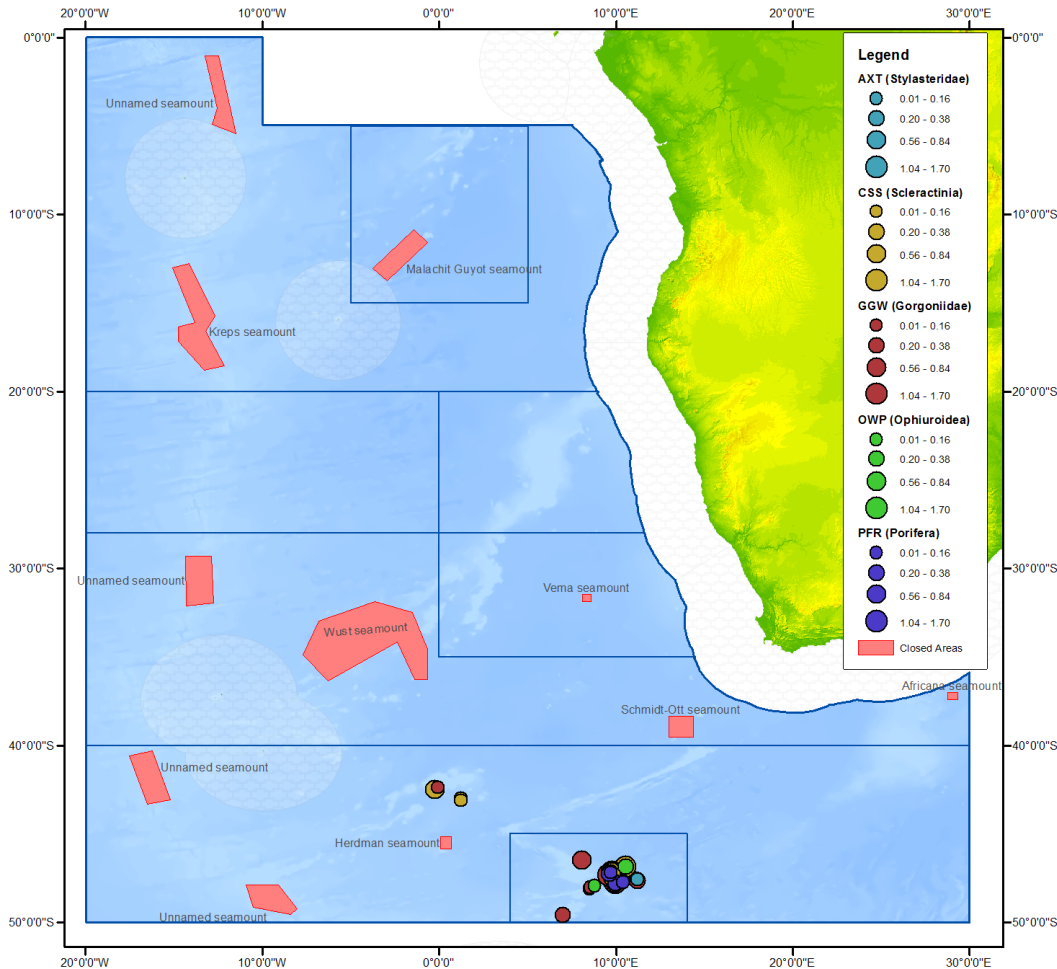 20°0'0"W 10°0'0"W 0°0'0" 10°0'0"E 20°0'0"E 30°0'0"E
0°0'0" 0°0'0"
Legend
AXT (Stylasteridae)
0.01 - 0.16
0.20 - 0.38
0.56 - 0.84
1.04 - 1.70
CSS (Scleractinia)
0.01 - 0.16
0.20 - 0.38
0.56 - 0.84
1.04 - 1.70
GGW (Gorgoniidae)
0.01 - 0.16
0.20 - 0.38
0.56 - 0.84
1.04 - 1.70
OWP (Ophiuroidea)
0.01 - 0.16
0.20 - 0.38
0.56 - 0.84
1.04 - 1.70
PFR (Porifera)
0.01 - 0.16
0.20 - 0.38
0.56 - 0.84
1.04 - 1.70
Closed Areas
Unnamed seamount
10°0'0"S 10°0'0"S
Malachit Guyot seamount
Kreps seamount
20°0'0"S 20°0'0"S
30°0'0"S 30°0'0"S
Unnamed seamount
Vema seamount
Wust seamount
Africana seamount
Schmidt-Ott seamount
40°0'0"S 40°0'0"S
Unnamed seamount
Herdman seamount
Unnamed seamount
50°0'0"S 50°0'0"S
20°0'0"W 10°0'0"W 0°0'0" 10°0'0"E 20°0'0"E 30°0'0"E